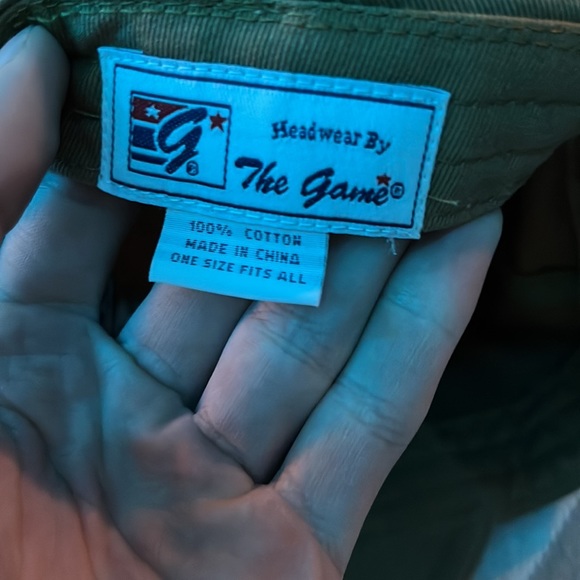 G®
Headwear By
The Game®
100% COTTON
MADE IN CHINA
ONE SIZE FITS ALL